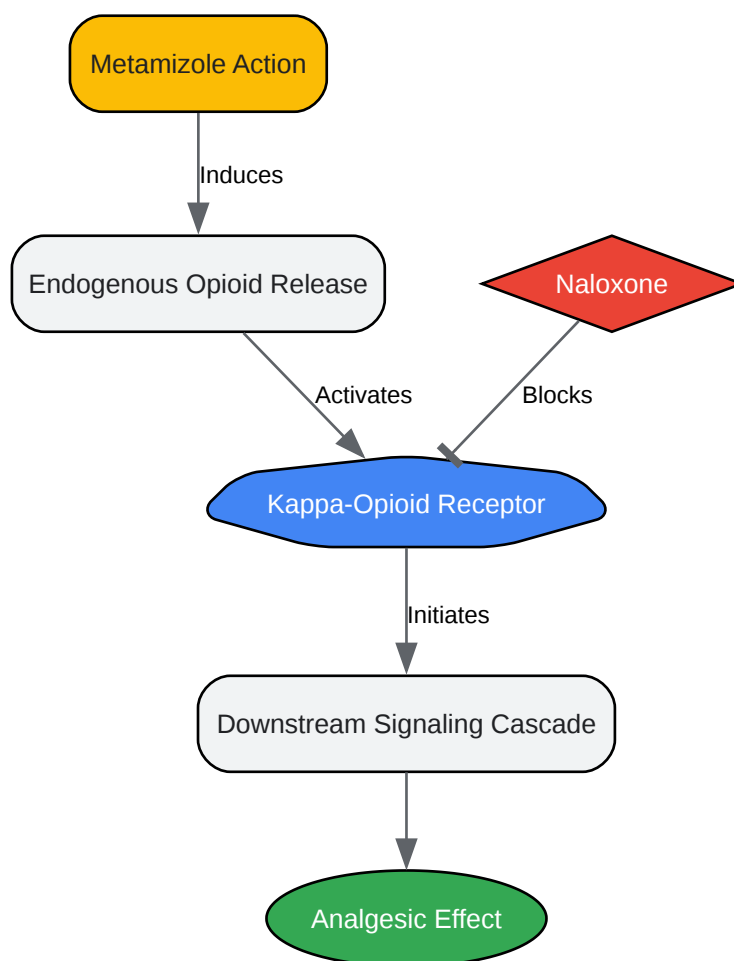 Metamizole Action
Induces
Endogenous Opioid Release
Naloxone
Activates
Blocks
Kappa-Opioid Receptor
Initiates
Downstream Signaling Cascade
Analgesic Effect